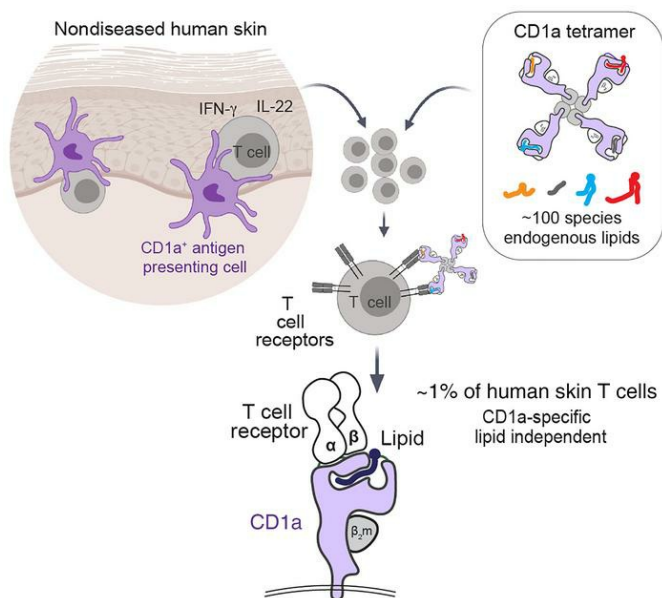 Nondiseased human skin
IFN-γ IL-22
T cell
CD1a⁺ antigen
presenting cell
CD1a tetramer
~100 species
endogenous lipids
T cell
T
cell
receptors
~1% of human skin T cells
CD1a-specific
lipid independent
T cell
receptor
α
β
Lipid
CD1a
β₂m